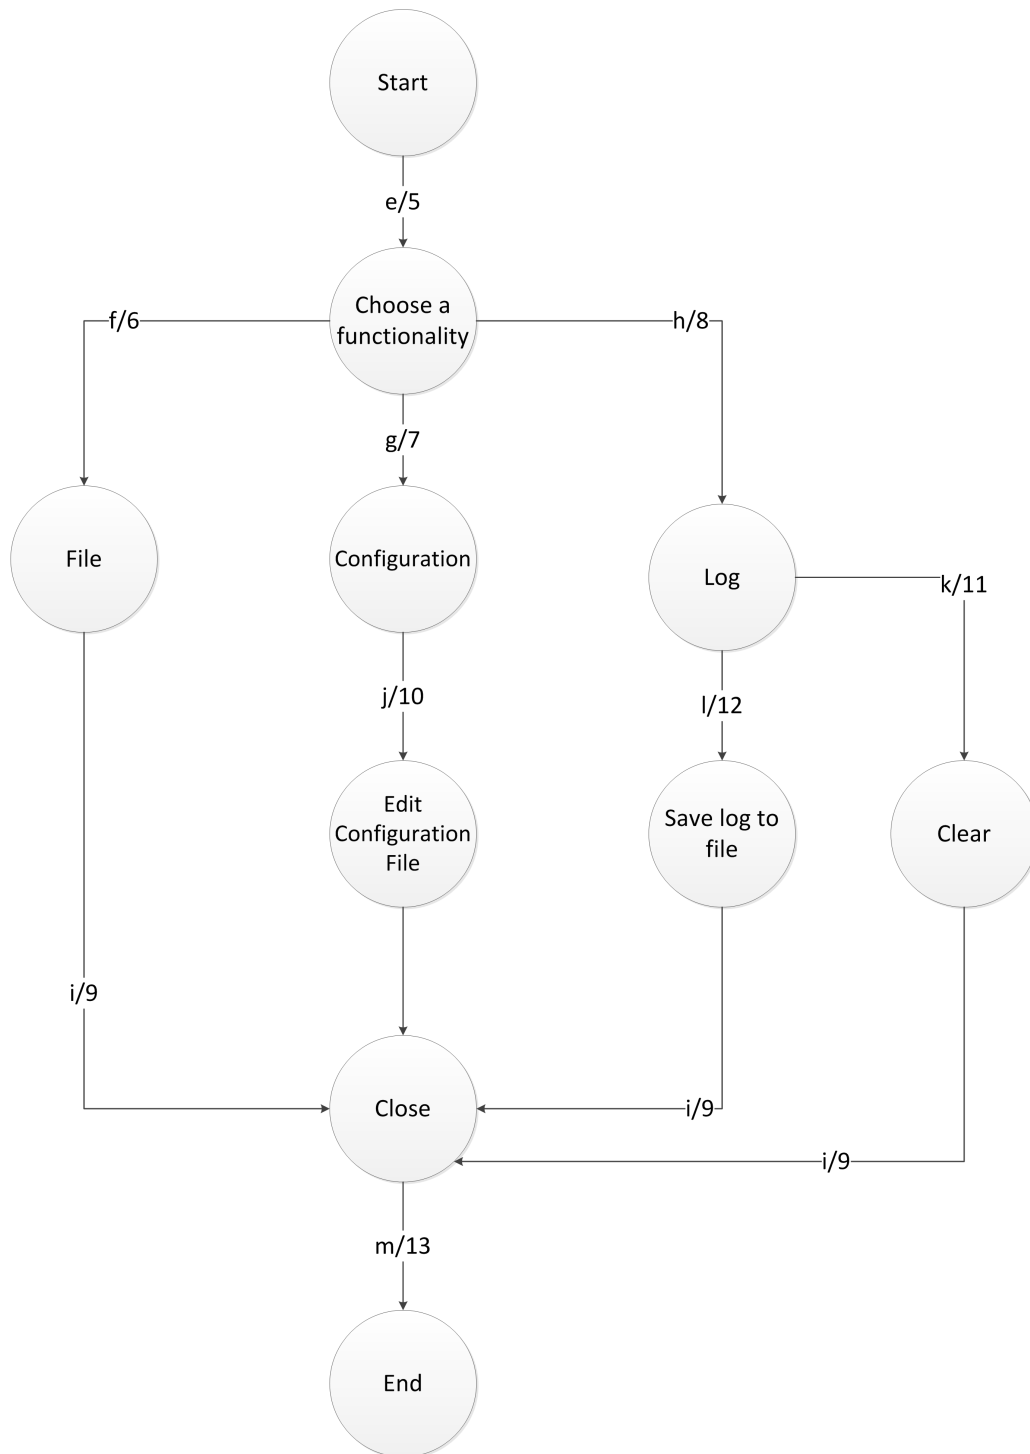 Start
e/5
Choose a
functionality
f/6
h/8
g/7
File
Configuration
Log
k/11
j/10
l/12
Edit
Configuration
File
Save log to
file
Clear
i/9
Close
i/9
i/9
m/13
End